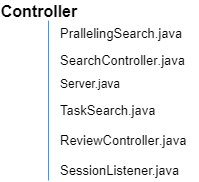 Controller
PrallelingSearch.java
SearchController.java
Server.java
TaskSearch.java
ReviewController.java
SessionListener.java